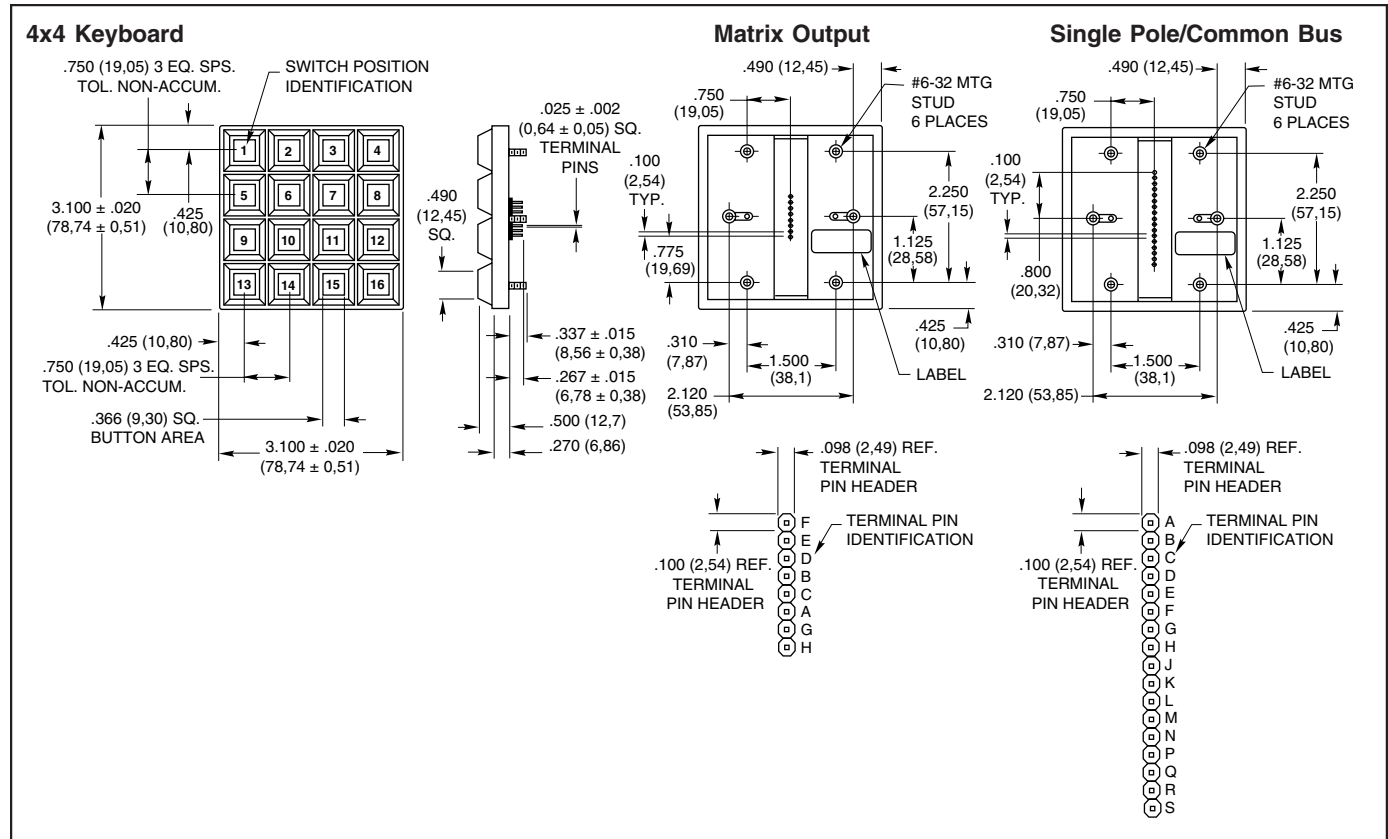 4x4 Keyboard
.750 (19,05) 3 EQ. SPS.
TOL. NON-ACCUM.
SWITCH POSITION
IDENTIFICATION
1
2
3
4
5
6
7
8
9
10
11
12
13
14
15
16
3.100 ± .020
(78,74 ± 0,51)
.425
(10,80)
.425 (10,80)
.750 (19,05) 3 EQ. SPS.
TOL. NON-ACCUM.
.366 (9,30) SQ.
BUTTON AREA
3.100 ± .020
(78,74 ± 0,51)
.025 ± .002
(0,64 ± 0,05) SQ.
TERMINAL
PINS
.490
(12,45)
SQ.
.337 ± .015
(8,56 ± 0,38)
.267 ± .015
(6,78 ± 0,38)
.500 (12,7)
.270 (6,86)
Matrix Output
.490 (12,45)
.750
(19,05)
#6-32 MTG
STUD
6 PLACES
.100
(2,54)
TYP.
2.250
(57,15)
1.125
(28,58)
.775
(19,69)
.425
(10,80)
.310
(7,87)
1.500
(38,1)
LABEL
2.120
(53,85)
.098 (2,49) REF.
TERMINAL
PIN HEADER
TERMINAL PIN
IDENTIFICATION
.100 (2,54) REF.
TERMINAL
PIN HEADER
F
E
D
B
C
A
G
H
Single Pole/Common Bus
.490 (12,45)
.750
(19,05)
#6-32 MTG
STUD
6 PLACES
.100
(2,54)
TYP.
2.250
(57,15)
1.125
(28,58)
.800
(20,32)
.425
(10,80)
.310 (7,87)
1.500
(38,1)
LABEL
2.120 (53,85)
.098 (2,49) REF.
TERMINAL
PIN HEADER
TERMINAL PIN
IDENTIFICATION
.100 (2,54) REF.
TERMINAL
PIN HEADER
A
B
C
D
E
F
G
H
J
K
L
M
N
P
Q
R
S